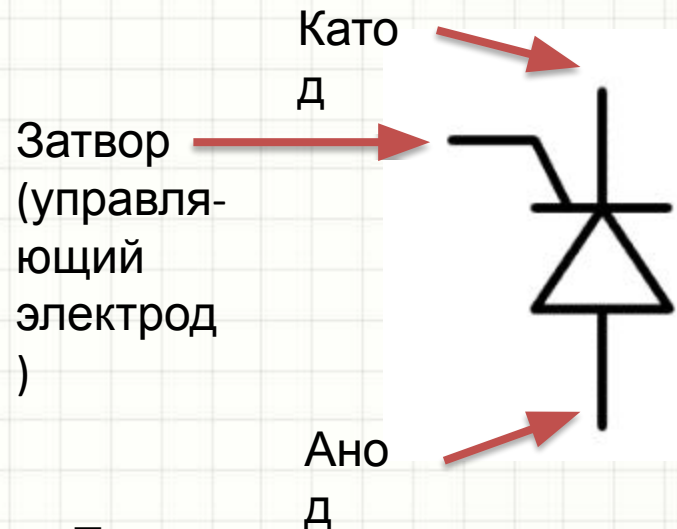 Като
д
Затвор
(управля-
ющий
электрод
)
Ано
д